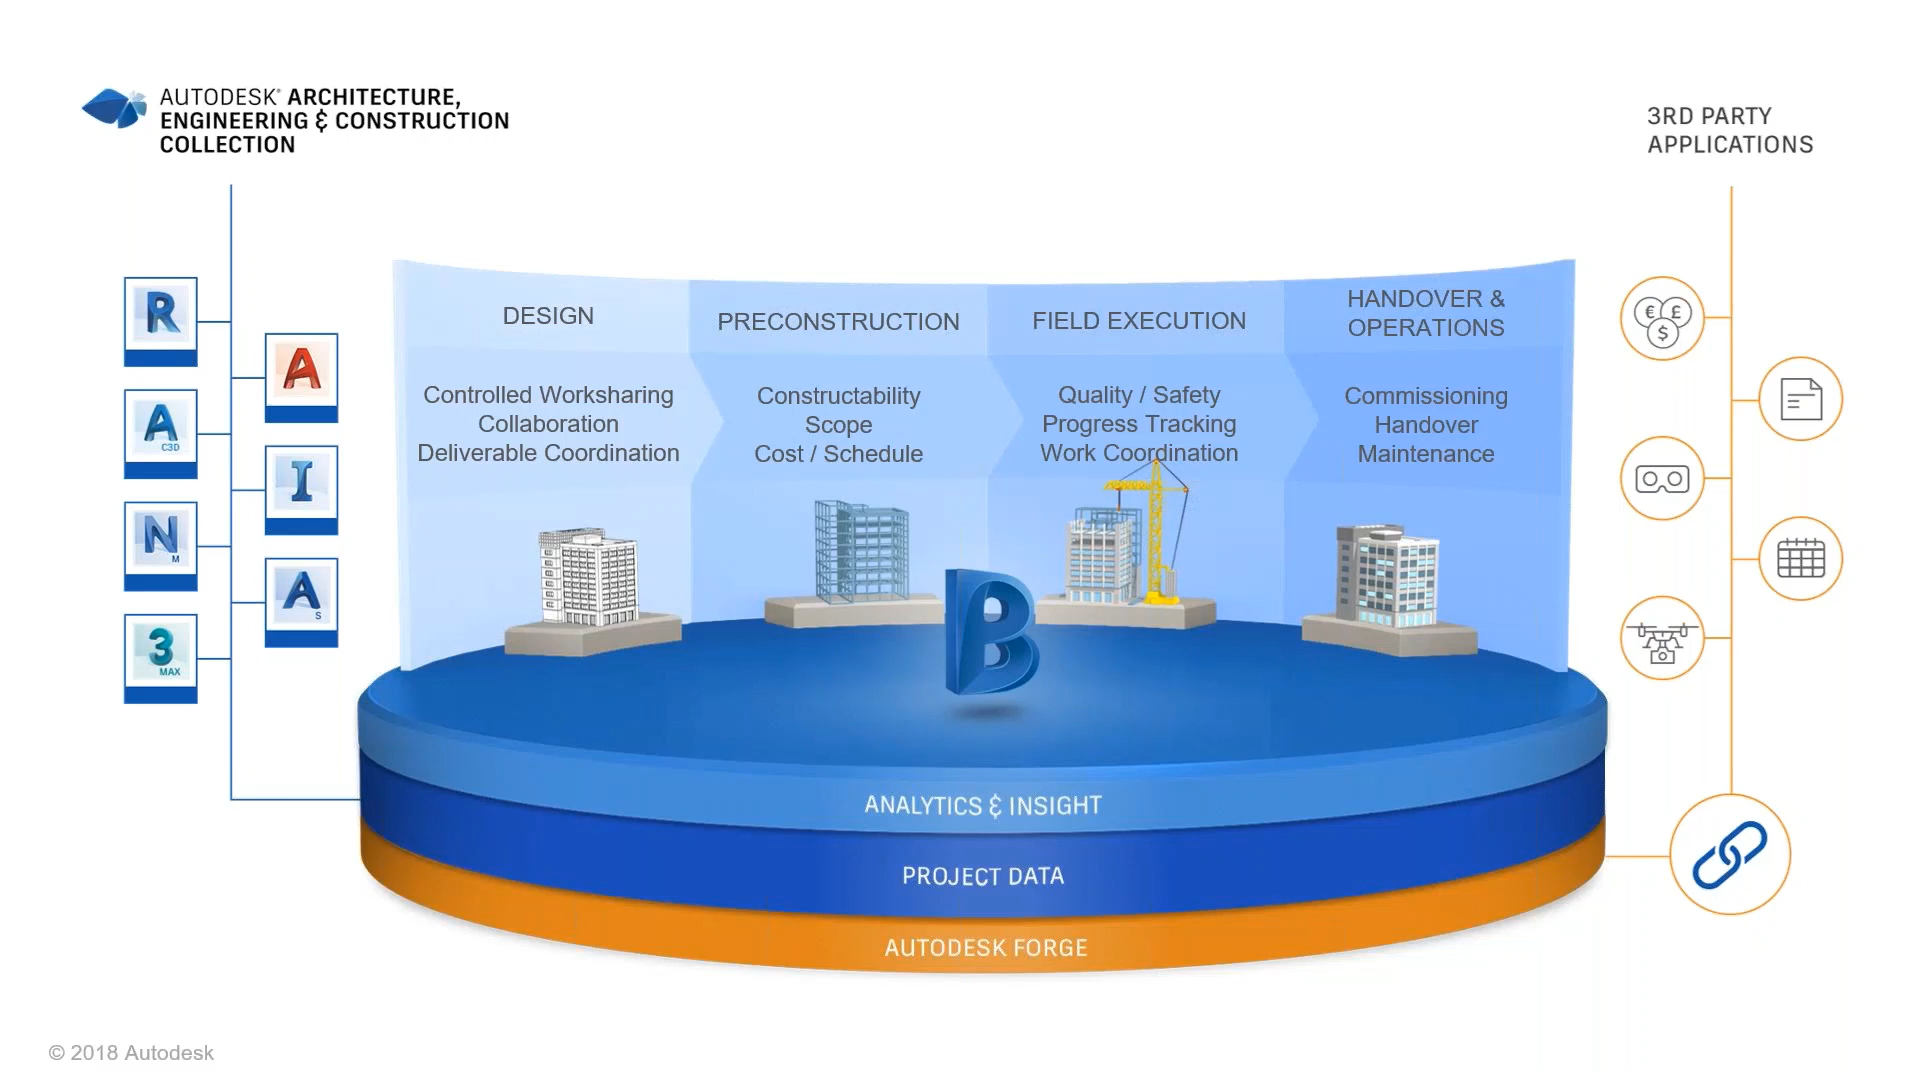 AUTODESK® ARCHITECTURE,
ENGINEERING & CONSTRUCTION
COLLECTION
3RD PARTY
APPLICATIONS
R
A
A
C3D
I
N
M
A
S
3
MAX
DESIGN
Controlled Worksharing
Collaboration
Deliverable Coordination
PRECONSTRUCTION
Constructability
Scope
Cost / Schedule
FIELD EXECUTION
Quality / Safety
Progress Tracking
Work Coordination
HANDOVER &
OPERATIONS
Commissioning
Handover
Maintenance
€ £
$
B
ANALYTICS & INSIGHT
PROJECT DATA
AUTODESK FORGE
© 2018 Autodesk